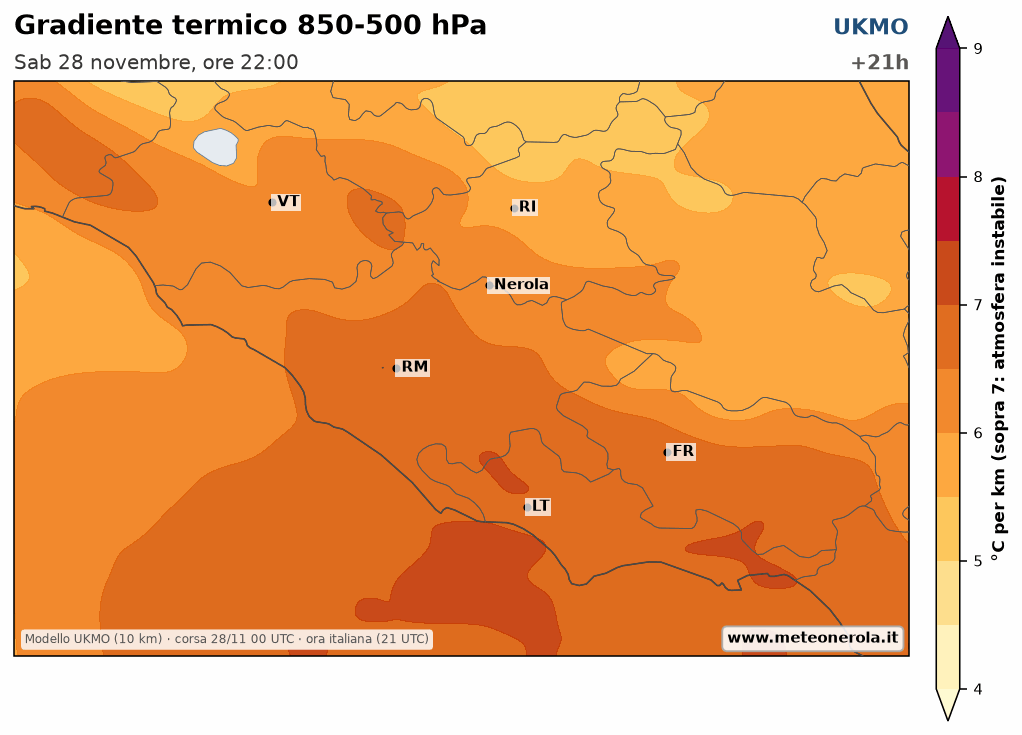 Gradiente termico 850-500 hPa
UKMO
Sab 28 novembre, ore 22:00
+21h
VT
RI
Nerola
RM
FR
LT
Modello UKMO (10 km) · corsa 28/11 00 UTC · ora italiana (21 UTC)
www.meteonerola.it
9
8
7
6
5
4
°C per km (sopra 7: atmosfera instabile)